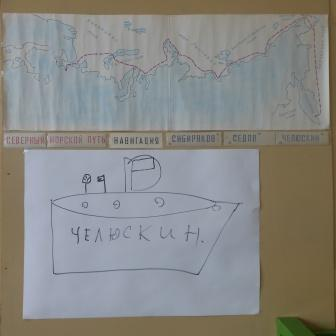 СЕВЕРНЫЙ МОРСКОЙ ПУТЬ НАВИГАЦИЯ „СИБИРЯКОВ“ „СЕДОВ“ „ЧЕЛЮСКИН“
ЧЕЛЮСКИН.